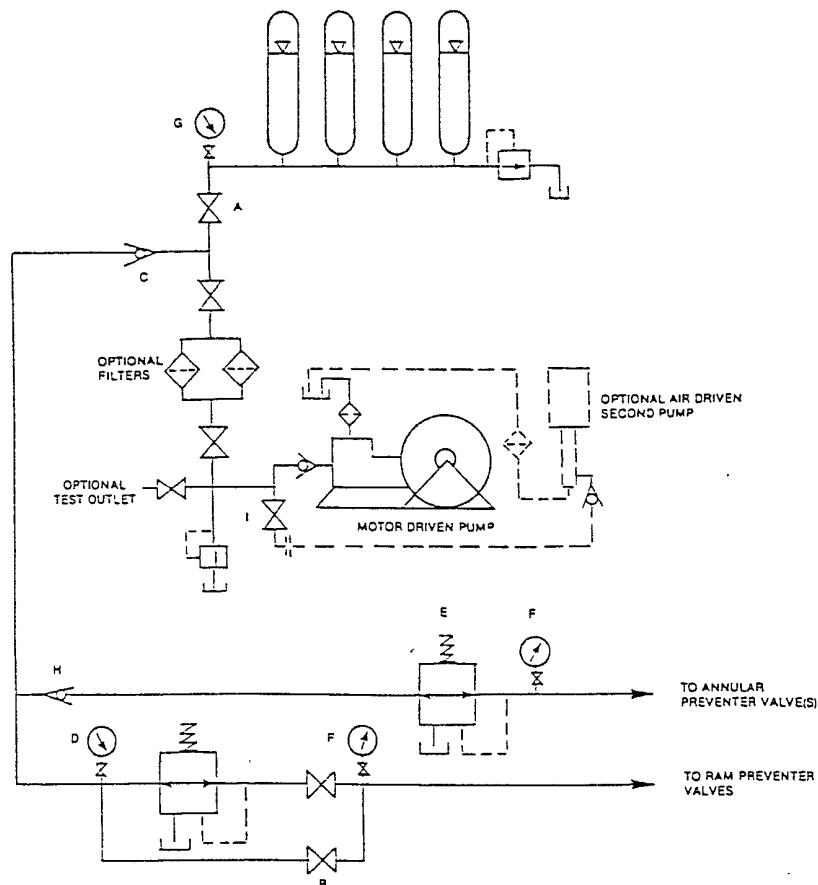 G
A
C
OPTIONAL
FILTERS
OPTIONAL AIR DRIVEN
SECOND PUMP
OPTIONAL
TEST OUTLET
I
MOTOR DRIVEN PUMP
E
F
H
TO ANNULAR
PREVENTER VALVE(S)
D
F
TO RAM PREVENTER
VALVES